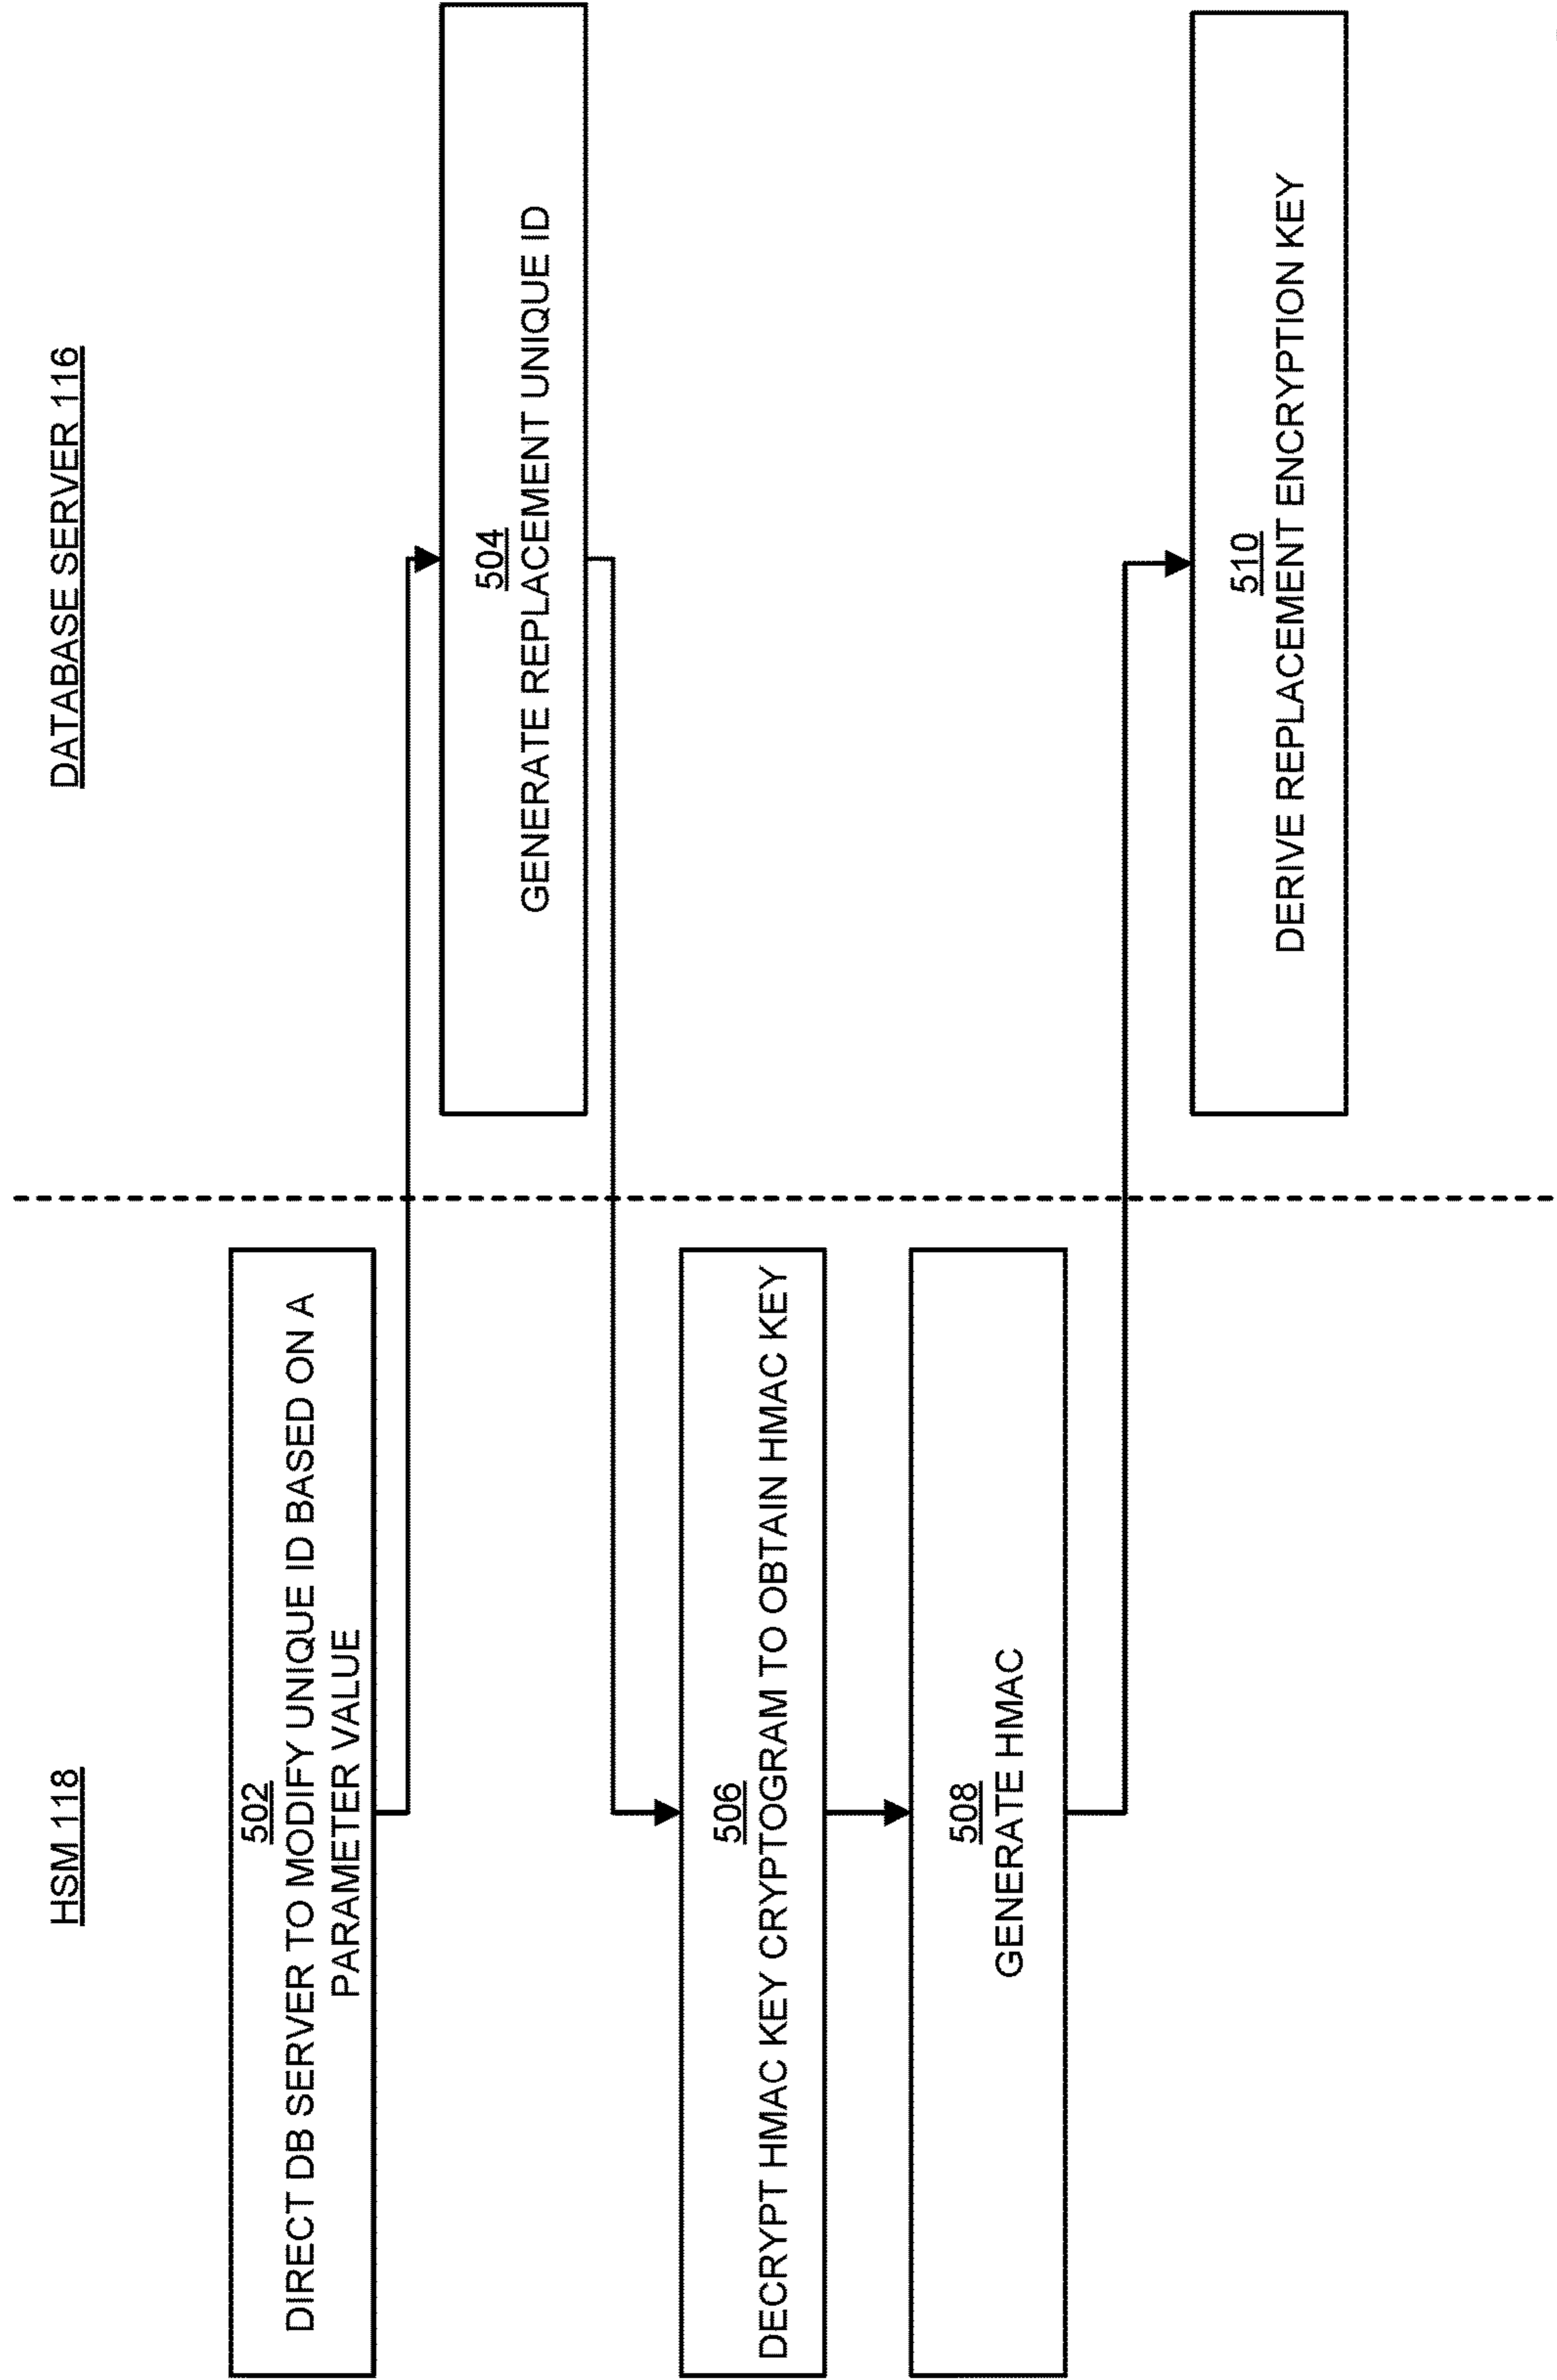 HSM 118
DATABASE SERVER 116
502
DIRECT DB SERVER TO MODIFY UNIQUE ID BASED ON A
PARAMETER VALUE
504
GENERATE REPLACEMENT UNIQUE ID
506
DECRYPT HMAC KEY CRYPTOGRAM TO OBTAIN HMAC KEY
508
GENERATE HMAC
510
DERIVE REPLACEMENT ENCRYPTION KEY